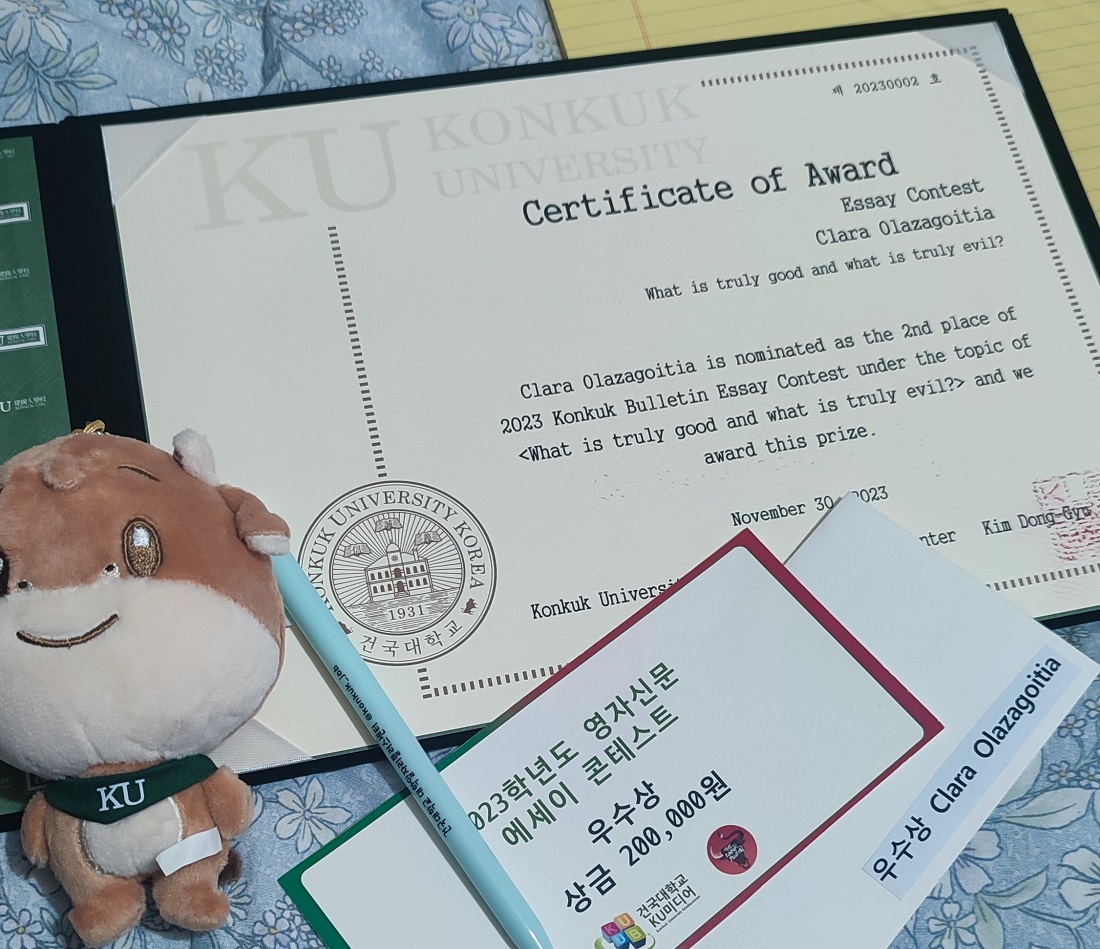 제 20230002 호
KU KONKUK
UNIVERSITY
Certificate of Award
Essay Contest
Clara Olazagoitia
What is truly good and what is truly evil?
Clara Olazagoitia is nominated as the 2nd place of
2023 Konkuk Bulletin Essay Contest under the topic of
<What is truly good and what is truly evil?> and we
award this prize.
November 30, 2023
Kim Dong-Gyu
Konkuk
KONKUK UNIVERSITY KOREA
1931
건국대학교
KU
@konkuk_job
023학년도 영자신문
에세이 콘테스트
우수상
상금 200,000원
건국대학교
KU미디어
우수상 Clara Olazagoitia